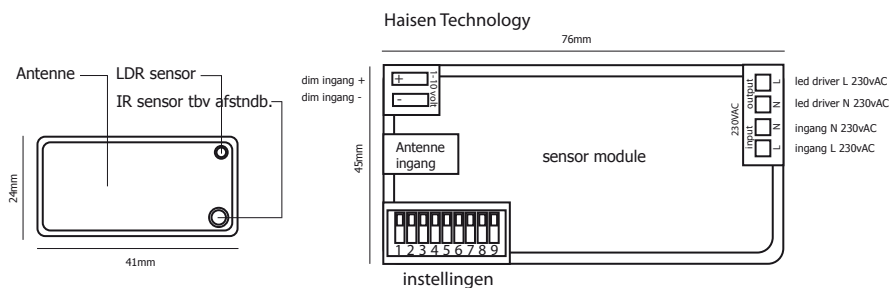 Haisen Technology
76mm
Antenne
LDR sensor
IR sensor tbv afstndb.
24mm
41mm
dim ingang +
dim ingang -
+
-
1-10 volt
45mm
Antenne
ingang
sensor module
230VAC
output
input
L
N
N
L
led driver L 230vAC
led driver N 230vAC
ingang N 230vAC
ingang L 230vAC
1 2 3 4 5 6 7 8 9
instellingen